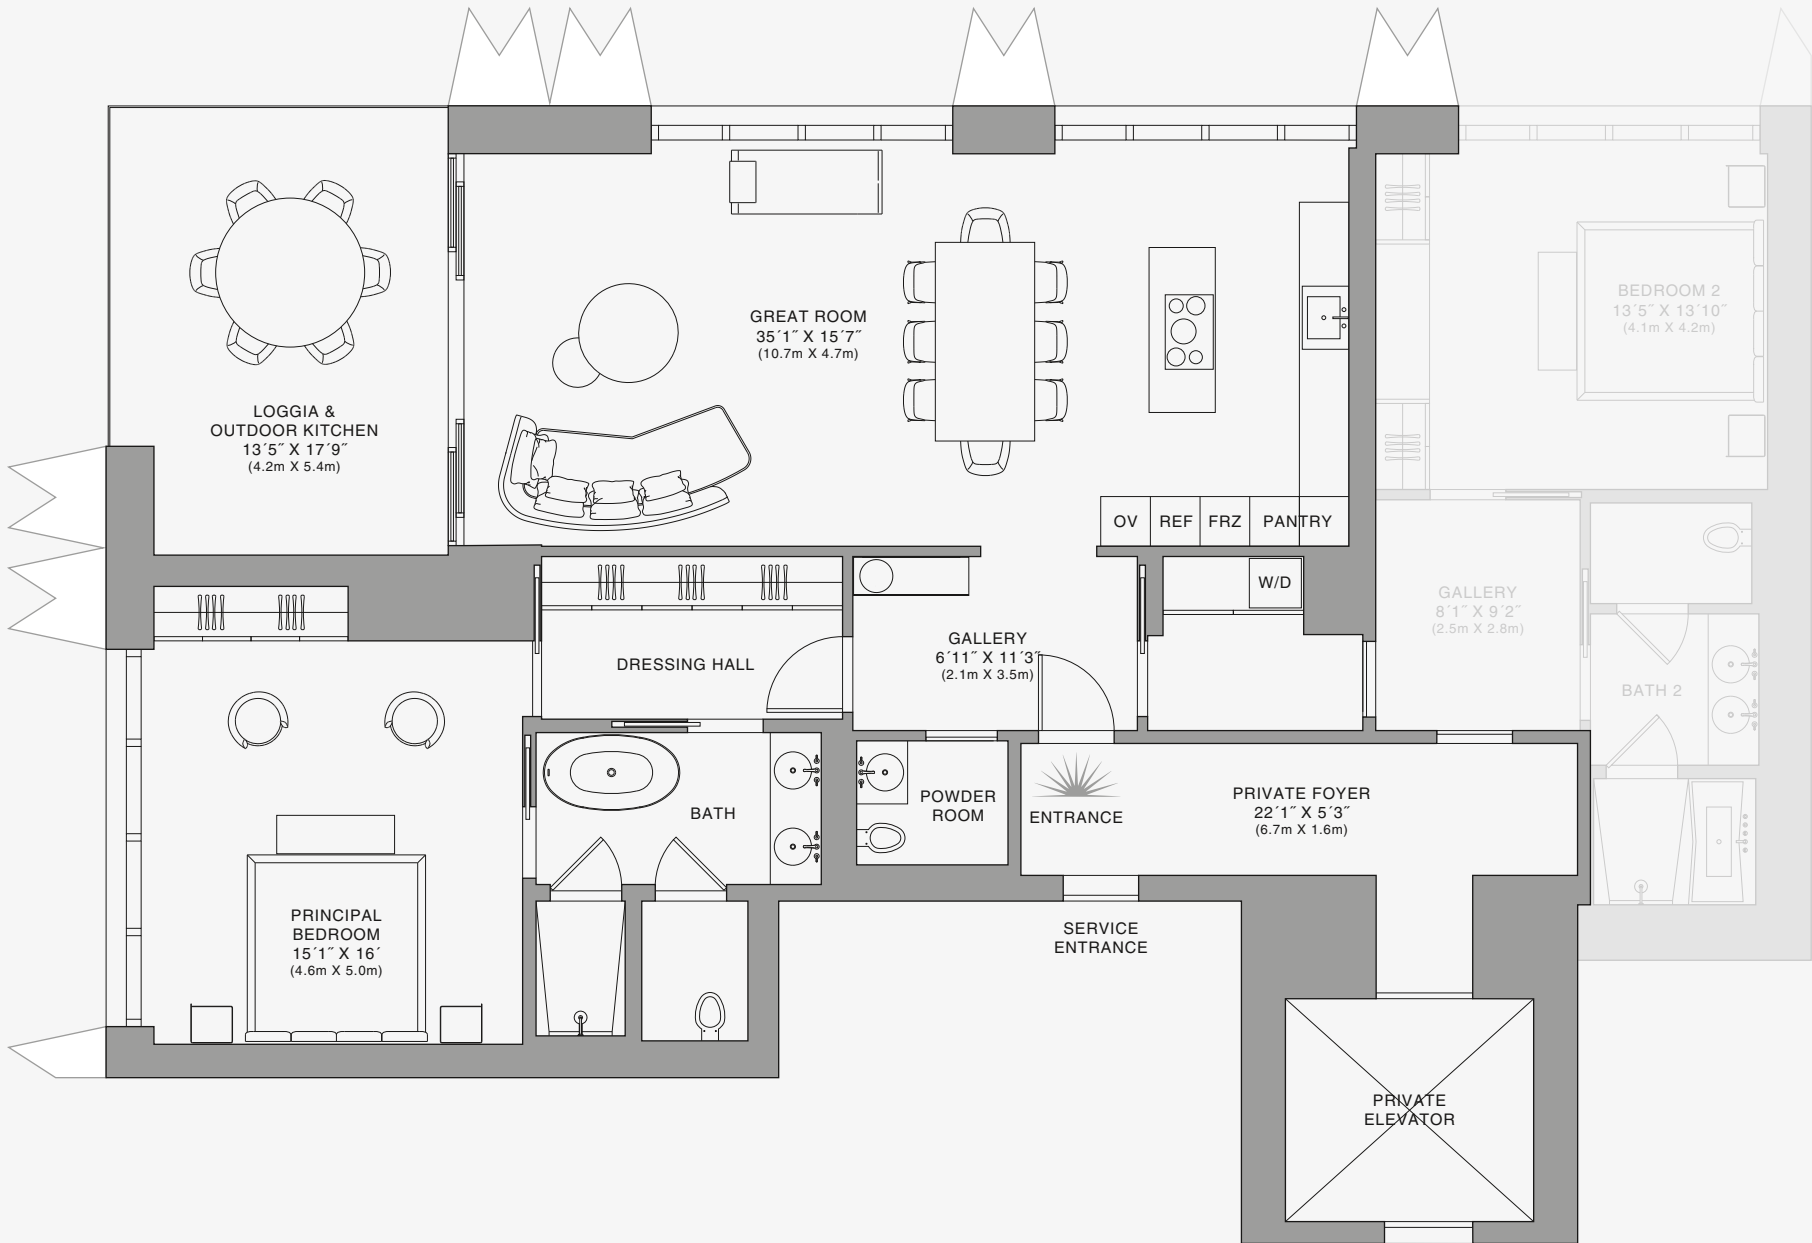 LOGGIA &
OUTDOOR KITCHEN
13´5˝ X 17´9˝
(4.2m X 5.4m)
GREAT ROOM
35´1˝ X 15´7˝
(10.7m X 4.7m)
OV
REF
FRZ
PANTRY
BEDROOM 2
13´5˝ X 13´10˝
(4.1m X 4.2m)
W/D
GALLERY
8´1˝ X 9´2˝
(2.5m X 2.8m)
DRESSING HALL
GALLERY
6´11˝ X 11´3˝
(2.1m X 3.5m)
BATH 2
BATH
POWDER
ROOM
ENTRANCE
PRIVATE FOYER
22´1˝ X 5´3˝
(6.7m X 1.6m)
PRINCIPAL
BEDROOM
15´1˝ X 16´
(4.6m X 5.0m)
SERVICE
ENTRANCE
PRIVATE
ELEVATOR